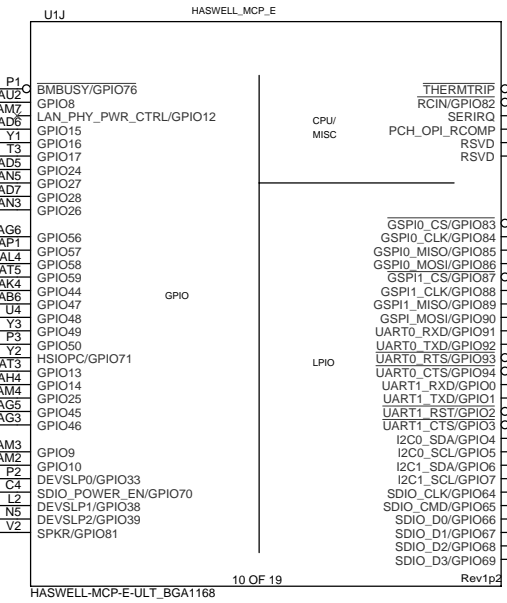 U1J
HASWELL_MCP_E
P1
AU2
AM7
AD6
Y1
T3
AD5
AN5
AD7
AN3
AG6
AP1
AL4
AT5
AK4
AB6
U4
Y3
P3
Y2
AT3
AH4
AM4
AG5
AG3
AM3
AM2
P2
C4
L2
N5
V2
BMBUSY/GPIO76
GPIO8
LAN_PHY_PWR_CTRL/GPIO12
GPIO15
GPIO16
GPIO17
GPIO24
GPIO27
GPIO28
GPIO26
GPIO56
GPIO57
GPIO58
GPIO59
GPIO44
GPIO47
GPIO48
GPIO49
GPIO50
HSIOPC/GPIO71
GPIO13
GPIO14
GPIO25
GPIO45
GPIO46
GPIO9
GPIO10
DEVSLP0/GPIO33
SDIO_POWER_EN/GPIO70
DEVSLP1/GPIO38
DEVSLP2/GPIO39
SPKR/GPIO81
GPIO
CPU/
MISC
LPIO
THERMTRIP
RCIN/GPIO82
SERIRQ
PCH_OPI_RCOMP
RSVD
RSVD
GSPI0_CS/GPIO83
GSPI0_CLK/GPIO84
GSPI0_MISO/GPIO85
GSPI0_MOSI/GPIO86
GSPI1_CS/GPIO87
GSPI1_CLK/GPIO88
GSPI1_MISO/GPIO89
GSPI_MOSI/GPIO90
UART0_RXD/GPIO91
UART0_TXD/GPIO92
UART0_RTS/GPIO93
UART0_CTS/GPIO94
UART1_RXD/GPIO0
UART1_TXD/GPIO1
UART1_RST/GPIO2
UART1_CTS/GPIO3
I2C0_SDA/GPIO4
I2C0_SCL/GPIO5
I2C1_SDA/GPIO6
I2C1_SCL/GPIO7
SDIO_CLK/GPIO64
SDIO_CMD/GPIO65
SDIO_D0/GPIO66
SDIO_D1/GPIO67
SDIO_D2/GPIO68
SDIO_D3/GPIO69
10 OF 19
Rev1p2
HASWELL-MCP-E-ULT_BGA1168